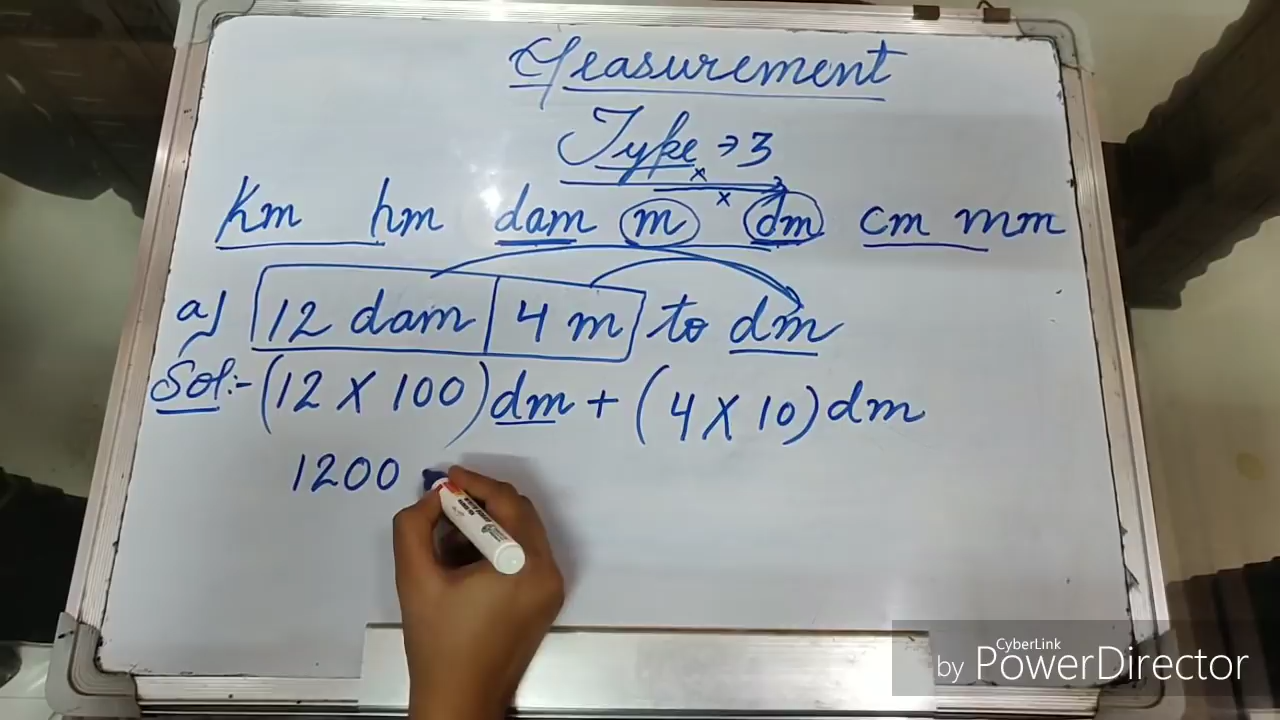 Measurement
Type → 3
Km hm dam m dm cm mm
a) 12 dam 4 m to dm
Sol:- (12 X 100) dm + (4 X 10) dm
1200
CyberLink
by PowerDirector